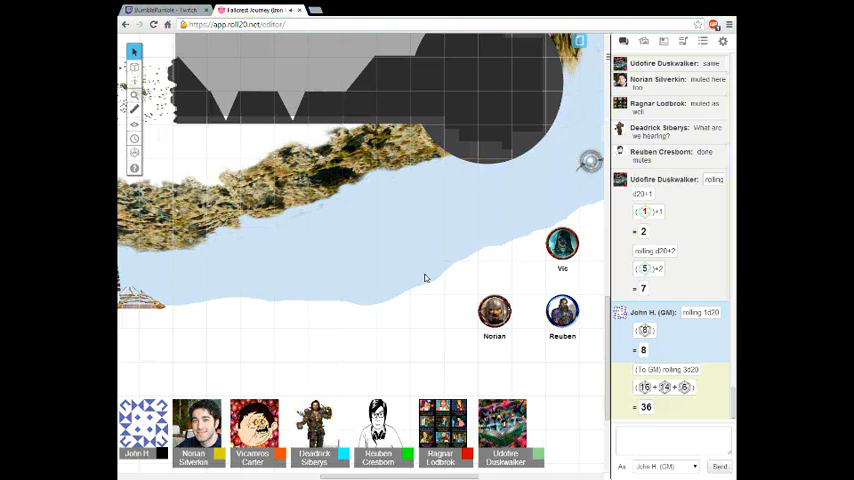 BumbleRumble - Twitch
Fallcrest Journey (Iron
https://app.roll20.net/editor/
Udofire Duskwalker: same
Norian Silverkin: muted here
too
Ragnar Lodbrok: muted as
well
Deadrick Siberys: What are
we hearing?
Reuben Cresborn: done
mutes
Udofire Duskwalker: rolling
d20+1
(1)+1
= 2
rolling d20+2
(5)+2
= 7
John H. (GM): rolling 1d20
(8)
= 8
(To GM) rolling 3d20
(16+14+6)
= 36
Vic
Norian
Reuben
John H.
Norian
Silverkin
Vicamros
Carter
Deadrick
Siberys
Reuben
Cresborn
Ragnar
Lodbrok
Udofire
Duskwalker
As
John H. (GM)
Send